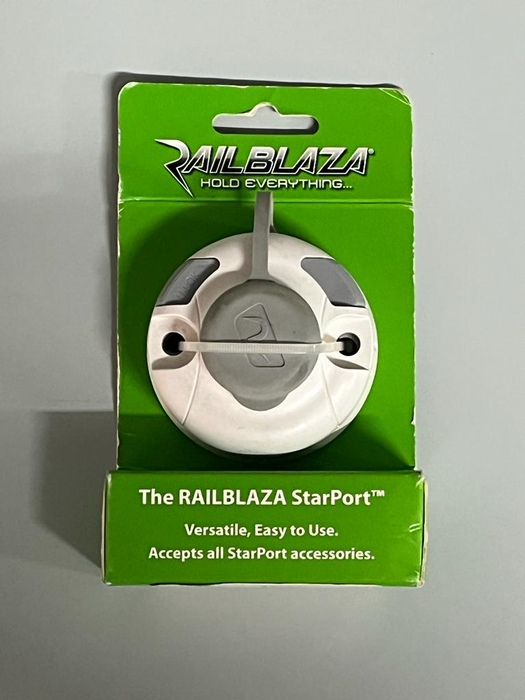 RAILBLAZA®
HOLD EVERYTHING...
The RAILBLAZA StarPort™
Versatile, Easy to Use.
Accepts all StarPort accessories.